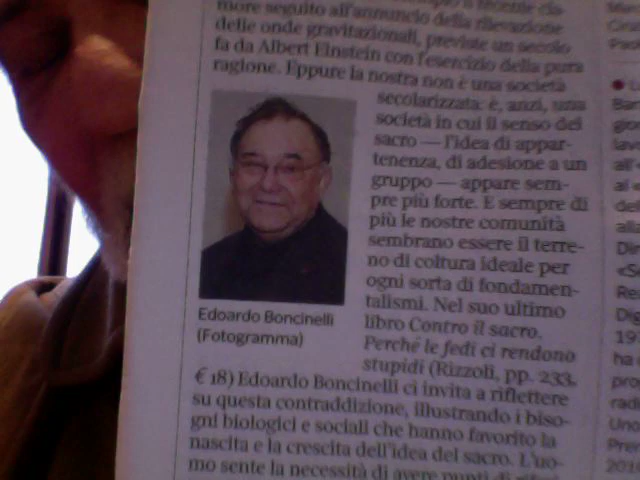 more seguito all'annuncio della rilevazione
delle onde gravitazionali, previste un secolo
fa da Albert Einstein con l'esercizio della pura
ragione. Eppure la nostra non è una società
secolarizzata: è, anzi, una
società in cui il senso del
sacro — l'idea di appar-
tenenza, di adesione a un
gruppo — appare sem-
pre più forte. E sempre di
più le nostre comunità
sembrano essere il terre-
no di coltura ideale per
ogni sorta di fondamen-
talismi. Nel suo ultimo
libro Contro il sacro.
Perché le fedi ci rendono
stupidi (Rizzoli, pp. 233,
€ 18) Edoardo Boncinelli ci invita a riflettere
su questa contraddizione, illustrando i biso-
gni biologici e sociali che hanno favorito la
nascita e la crescita dell'idea del sacro. L'uo-
mo sente la necessità di avere punti di
Edoardo Boncinelli
(Fotogramma)